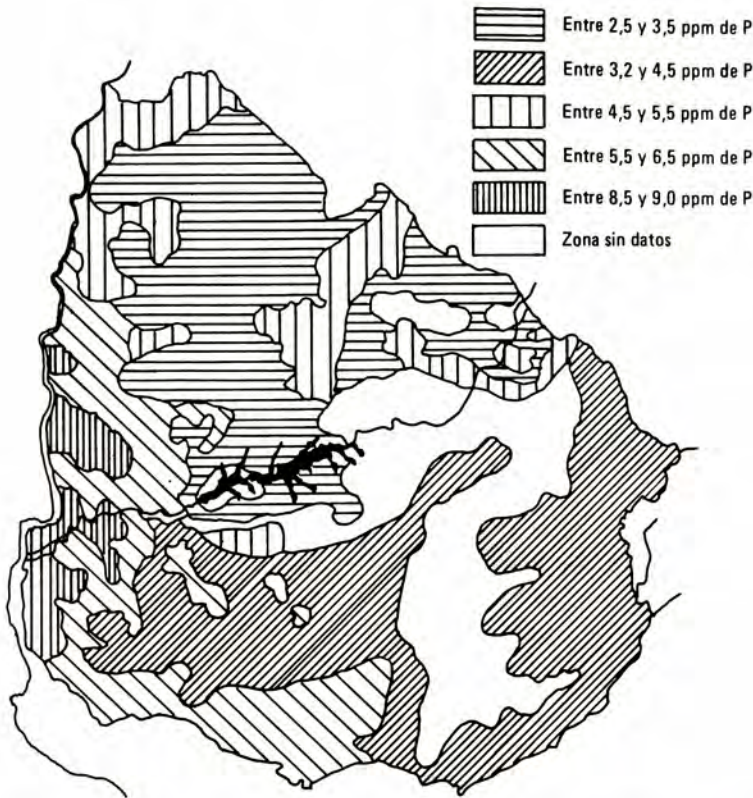 Entre 2,5 y 3,5 ppm de P
Entre 3,2 y 4,5 ppm de P
Entre 4,5 y 5,5 ppm de P
Entre 5,5 y 6,5 ppm de P
Entre 8,5 y 9,0 ppm de P
Zona sin datos